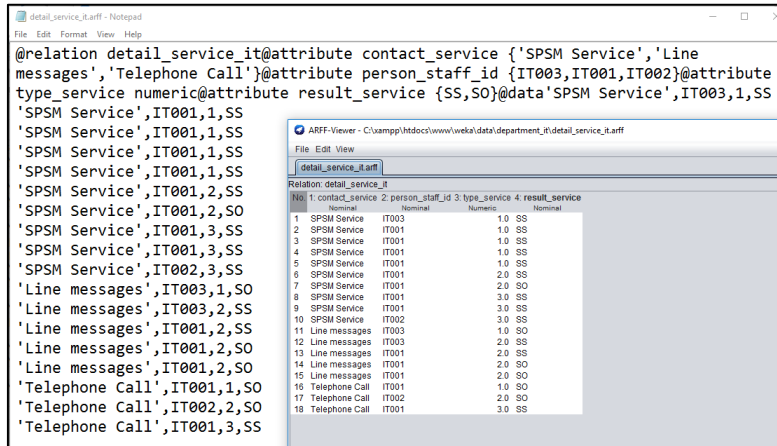 detail_service_it.arff - Notepad
File Edit Format View Help
@relation detail_service_it@attribute contact_service {'SPSM Service','Line
messages','Telephone Call'}@attribute person_staff_id {IT003,IT001,IT002}@attribute
type_service numeric@attribute result_service {SS,SO}@data'SPSM Service',IT003,1,SS
'SPSM Service',IT001,1,SS
'SPSM Service',IT001,1,SS
'SPSM Service',IT001,1,SS
'SPSM Service',IT001,1,SS
'SPSM Service',IT001,2,SS
'SPSM Service',IT001,2,SO
'SPSM Service',IT001,3,SS
'SPSM Service',IT001,3,SS
'SPSM Service',IT002,3,SS
'Line messages',IT003,1,SO
'Line messages',IT003,2,SS
'Line messages',IT001,2,SS
'Line messages',IT001,2,SO
'Line messages',IT001,2,SO
'Telephone Call',IT001,1,SO
'Telephone Call',IT002,2,SO
'Telephone Call',IT001,3,SS
ARFF-Viewer - C:\xampp\htdocs\www\weka\data\department_it\detail_service_it.arff
File Edit View
detail_service_it.arff
Relation: detail_service_it
No. 1: contact_service 2: person_staff_id 3: type_service 4: result_service
Nominal Nominal Numeric Nominal
1 SPSM Service IT003 1.0 SS
2 SPSM Service IT001 1.0 SS
3 SPSM Service IT001 1.0 SS
4 SPSM Service IT001 1.0 SS
5 SPSM Service IT001 1.0 SS
6 SPSM Service IT001 2.0 SS
7 SPSM Service IT001 2.0 SO
8 SPSM Service IT001 3.0 SS
9 SPSM Service IT001 3.0 SS
10 SPSM Service IT002 3.0 SS
11 Line messages IT003 1.0 SO
12 Line messages IT003 2.0 SS
13 Line messages IT001 2.0 SS
14 Line messages IT001 2.0 SO
15 Line messages IT001 2.0 SO
16 Telephone Call IT001 1.0 SO
17 Telephone Call IT002 2.0 SO
18 Telephone Call IT001 3.0 SS